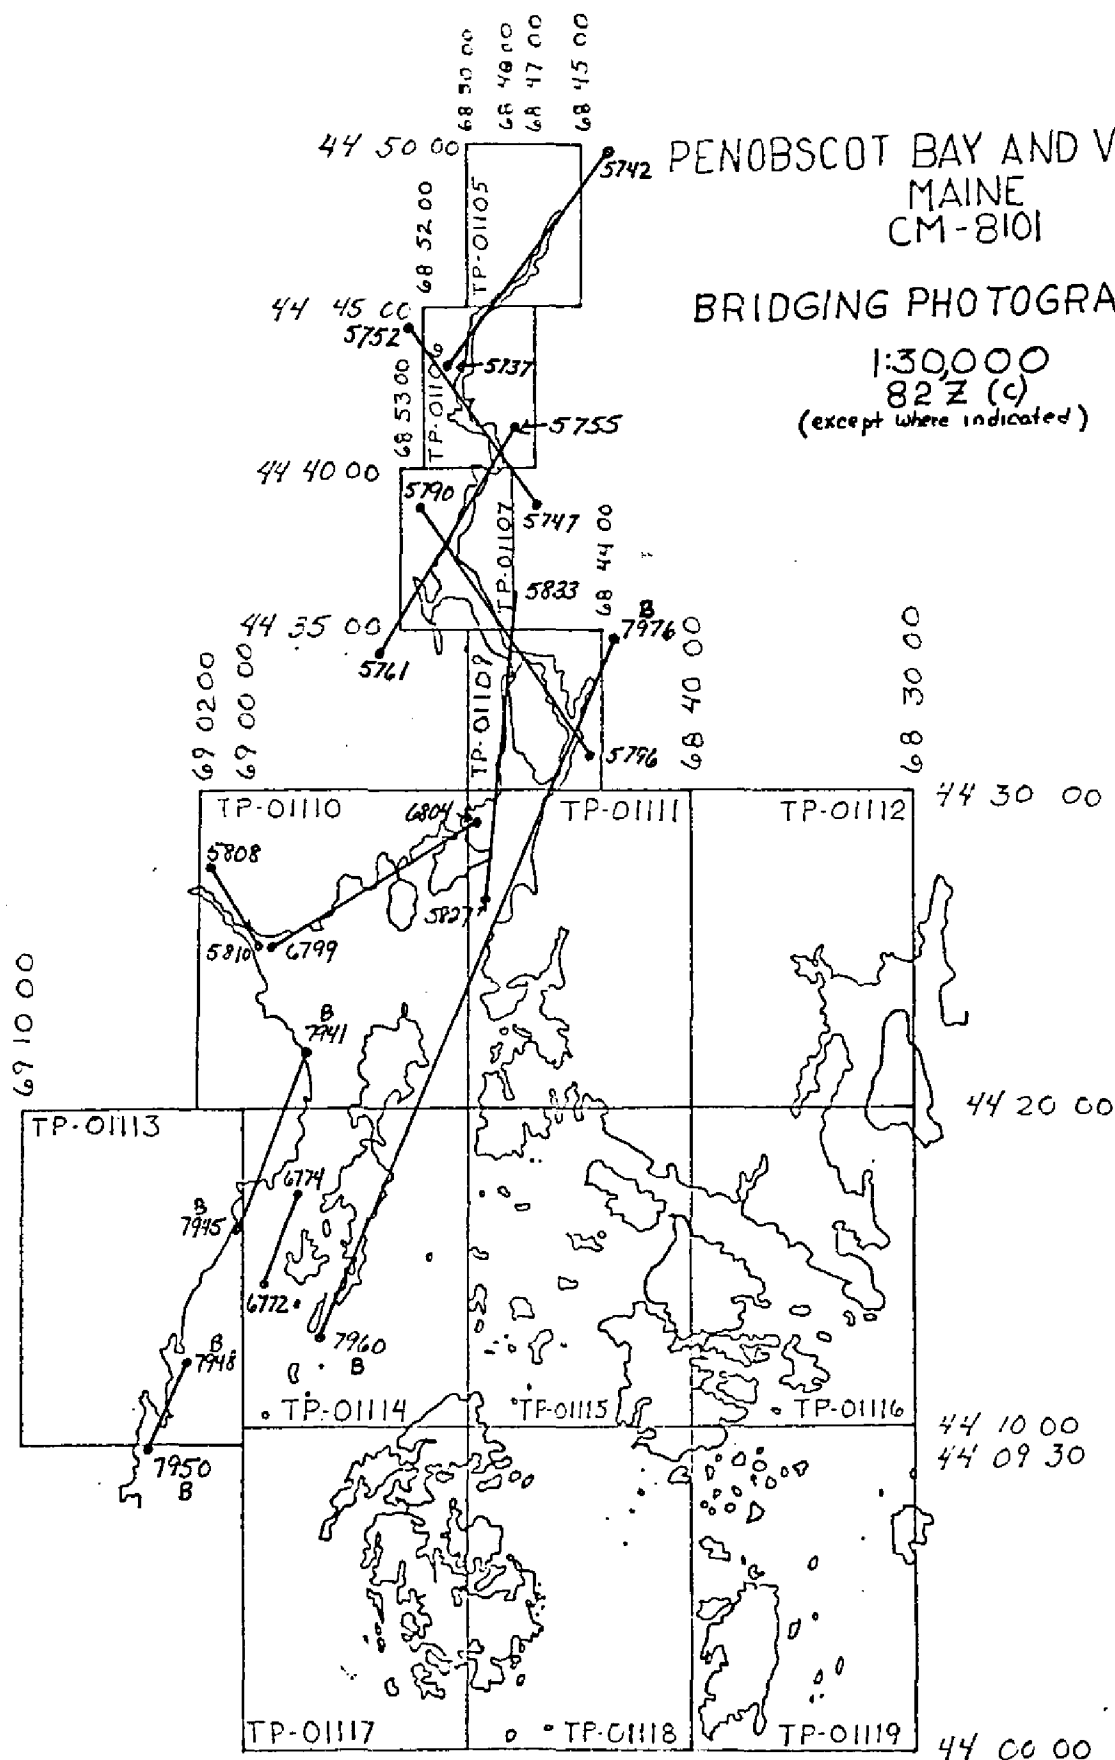 68 50 00
68 48 00
68 47 00
68 45 00
44 50 00
5742
PENOBSCOT BAY AND V
MAINE
CM-8101
68 52 00
TP-01105
44 45 00
5752
BRIDGING PHOTOGRA
1:30,000
82 Z (C)
(except where indicated)
68 53 00
TP-01106
5737
5755
44 40 00
5790
TP-01107
5747
68 44 00
5833
44 35 00
B
7976
5761
TP-01109
68 40 00
68 30 00
69 02 00
69 00 00
5796
TP-01110
6804
TP-01111
TP-01112
44 30 00
5808
5827
5810
6799
69 10 00
B
7941
TP-01113
44 20 00
6774
B
7945
6772
7960
B
B
7948
TP-01114
TP-01115
TP-01116
44 10 00
44 09 30
7950
B
TP-01117
TP-01118
TP-01119
44 00 00